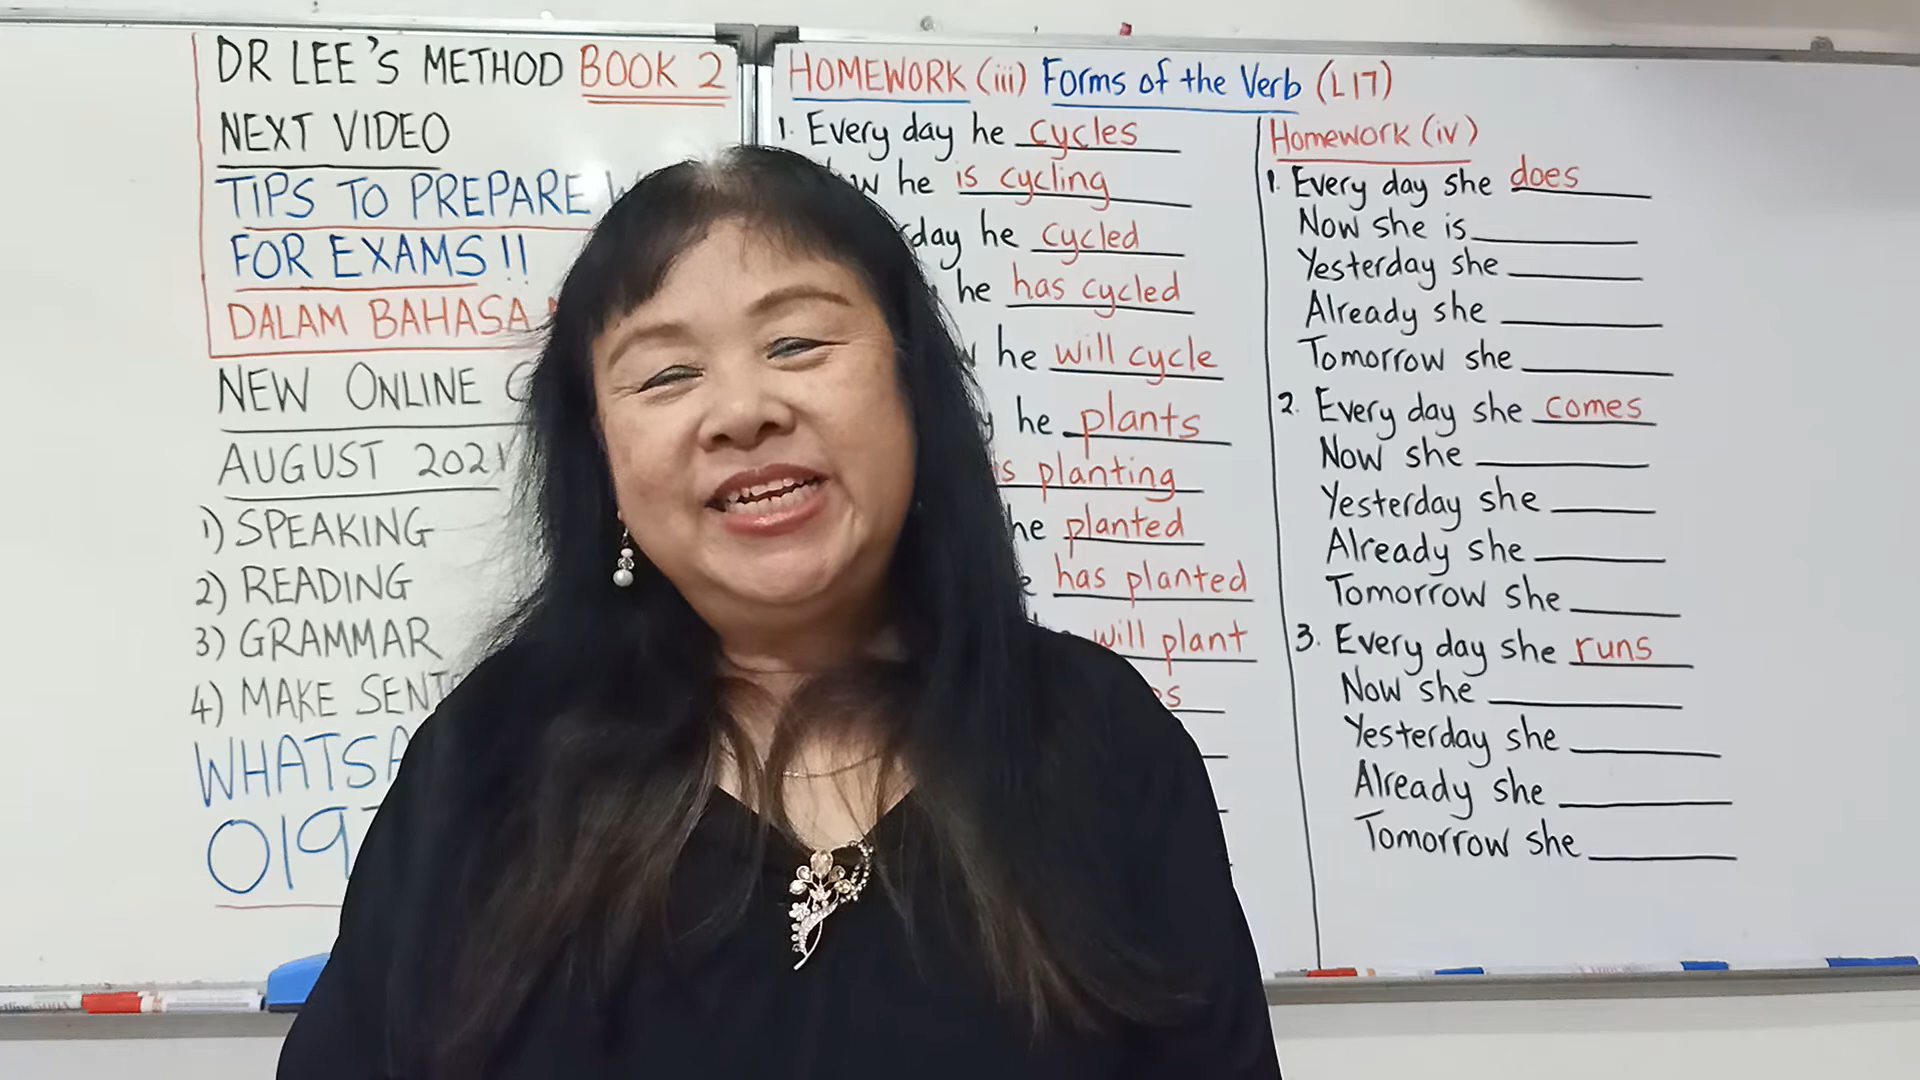 DR LEE'S METHOD BOOK 2
NEXT VIDEO
TIPS TO PREPARE
FOR EXAMS!!
DALAM BAHASA
NEW ONLINE
AUGUST 2021
1) SPEAKING
2) READING
3) GRAMMAR
4) MAKE
HOMEWORK (iii) Forms of the Verb (L17)
1. Every day he cycles
he is cycling
he cycled
he has cycled
he will cycle
he plants
planting
planted
has planted
will plant
Homework (iv)
1. Every day she does
Now she is
Yesterday she
Already she
Tomorrow she
2. Every day she comes
Now she
Yesterday she
Already she
Tomorrow she
3. Every day she runs
Now she
Yesterday she
Already she
Tomorrow she